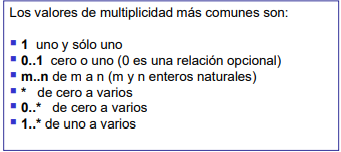 Los valores de multiplicidad más comunes son:
▪ 1 uno y sólo uno
▪ 0..1 cero o uno (0 es una relación opcional)
▪ m..n de m a n (m y n enteros naturales)
▪ * de cero a varios
▪ 0..* de cero a varios
▪ 1..* de uno a varios